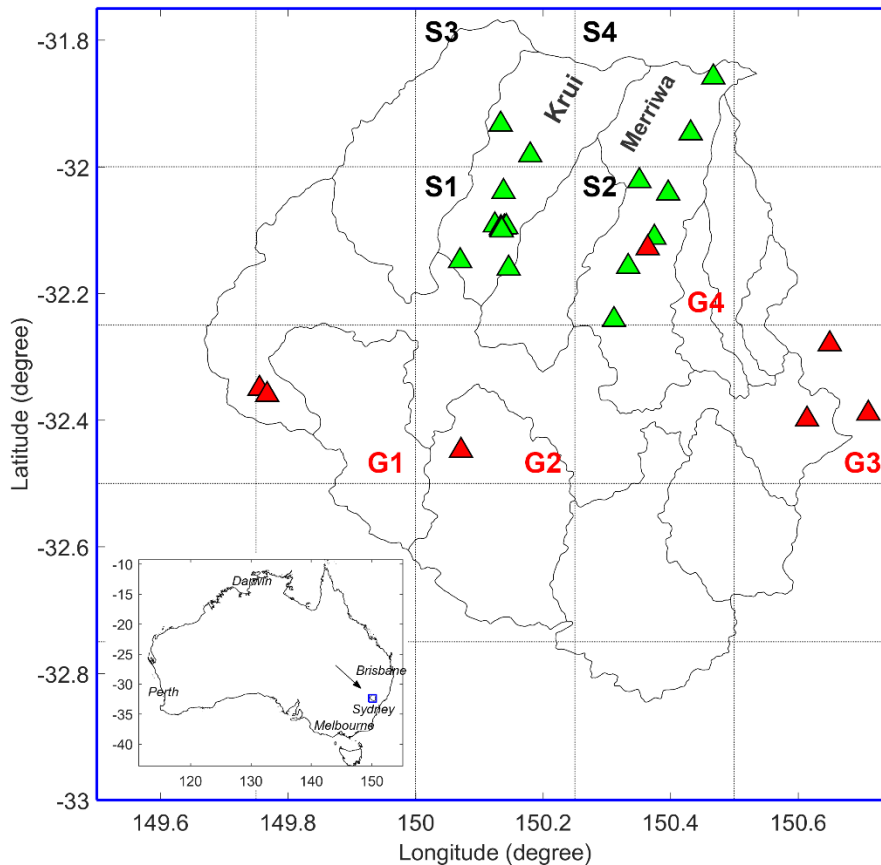 -31.8
S3
S4
Krui
Merriwa
-32
S1
S2
-32.2
G4
Latitude (degree)
-32.4
G1
G2
G3
-32.6
-10
Darwin
-15
-20
-25
Brisbane
-30
Perth
Sydney
-35
Melbourne
-40
120
130
140
150
-32.8
-33
149.6
149.8
150
150.2
150.4
150.6
Longitude (degree)